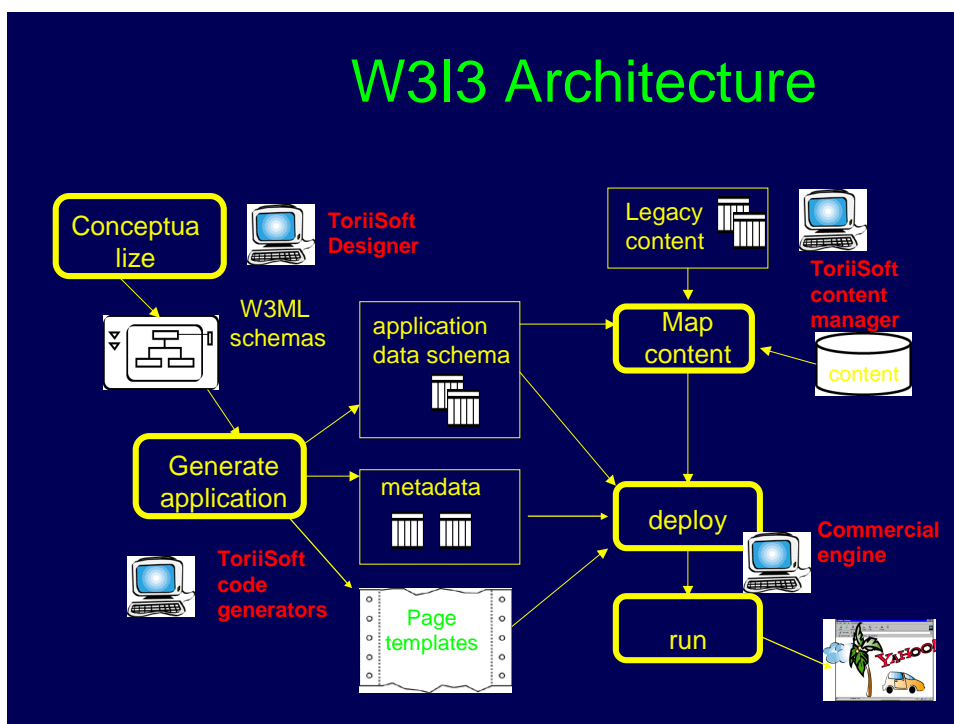 W3I3 Architecture
Conceptua
lize
ToriiSoft
Designer
Legacy
content
ToriiSoft
content
manager
W3ML
schemas
application
data schema
Map
content
content
Generate
application
metadata
deploy
Commercial
engine
ToriiSoft
code
generators
Page
templates
run
YAHOO!